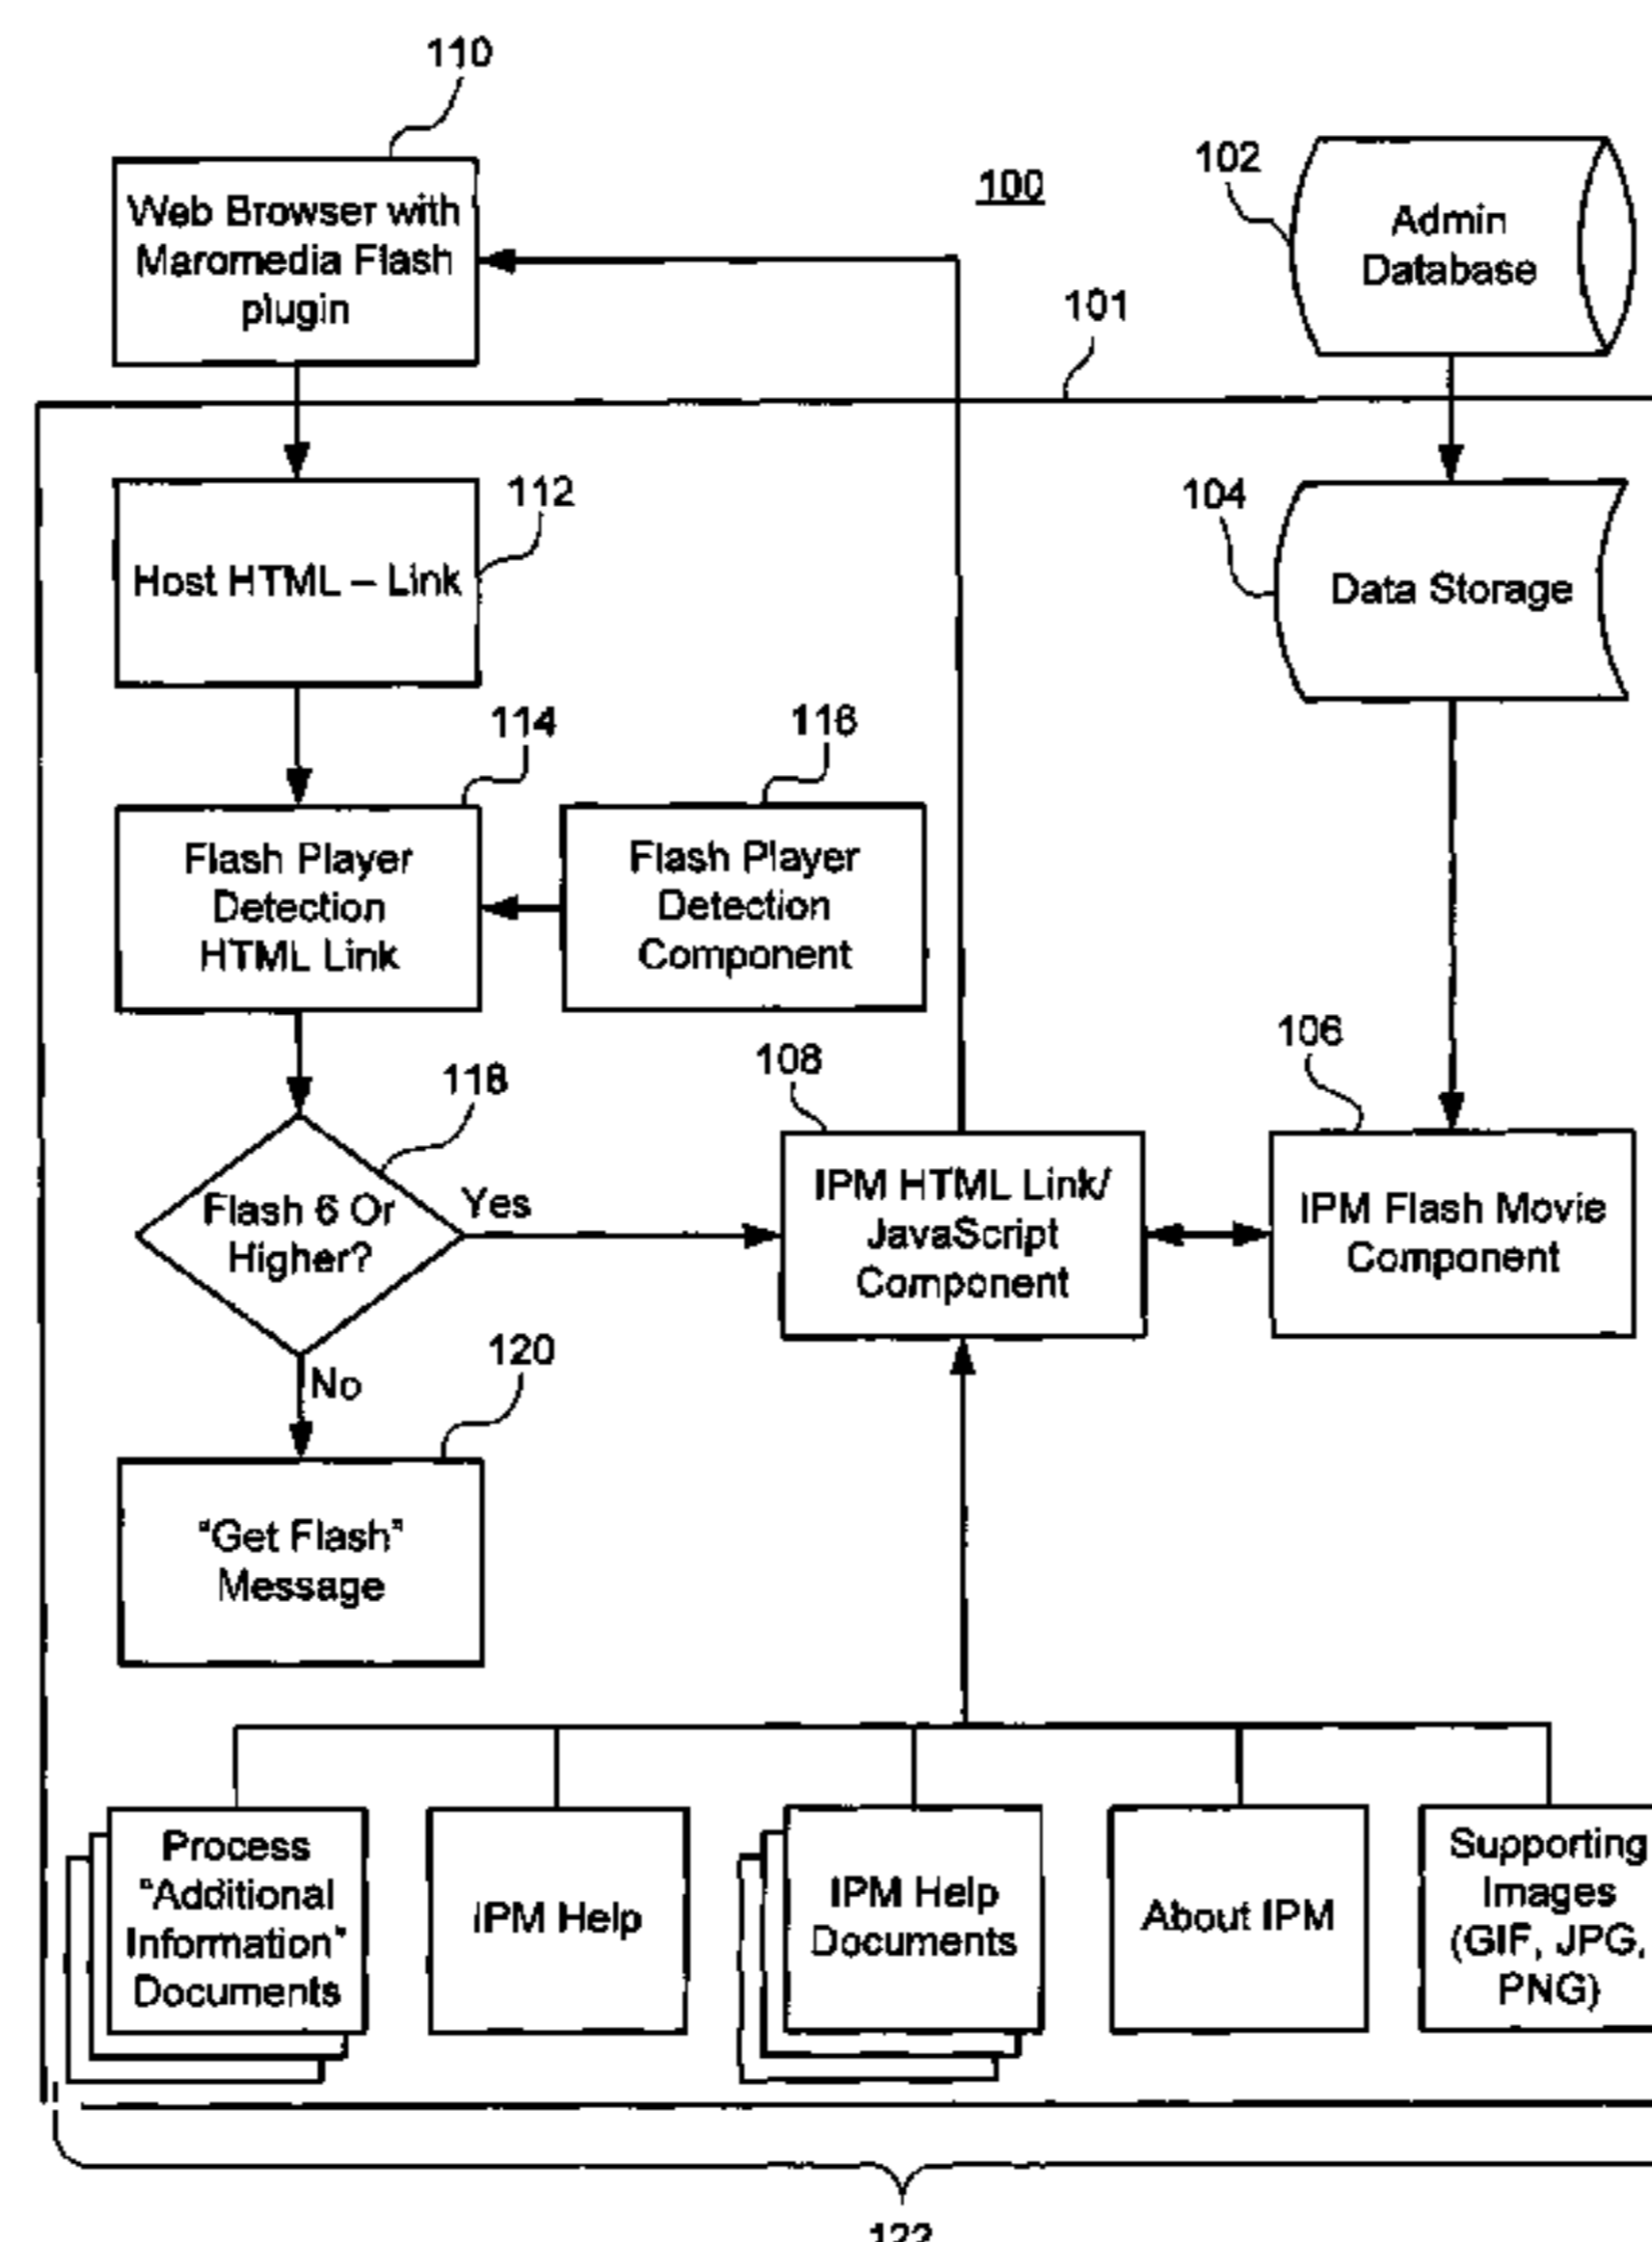 110
Web Browser with
Maromedia Flash
plugin
100
102
Admin
Database
101
112
Host HTML – Link
104
Data Storage
114
Flash Player
Detection
HTML Link
116
Flash Player
Detection
Component
118
Flash 6 Or
Higher?
Yes
No
108
IPM HTML Link/
JavaScript
Component
106
IPM Flash Movie
Component
120
"Get Flash"
Message
Process
"Additional
Information"
Documents
IPM Help
IPM Help
Documents
About IPM
Supporting
Images
(GIF, JPG,
PNG)
122